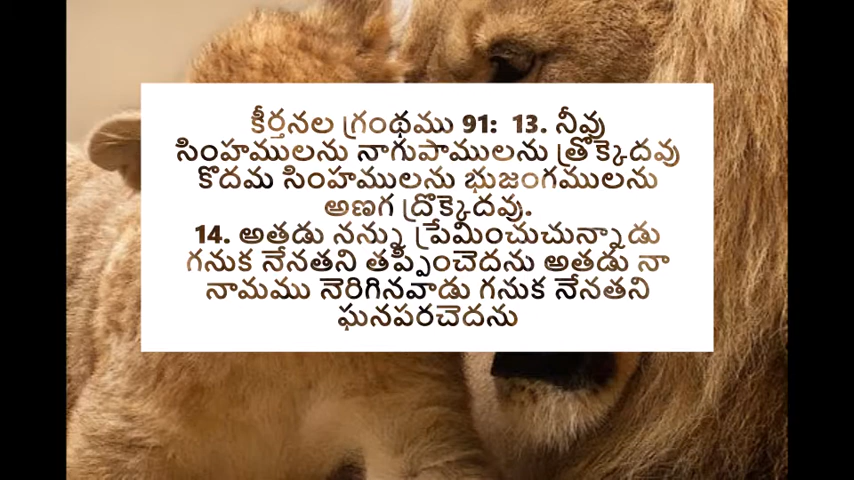 కీర్తనల గ్రంథము 91:  13. నీవు
సింహములను నాగుపాములను త్రొక్కెదవు
కొదమ సింహములను భుజంగములను
అణగ ద్రొక్కెదవు.
14. అతడు నన్ను ప్రేమించుచున్నాడు
గనుక నేనతని తప్పించెదను అతడు నా
నామము నెరిగినవాడు గనుక నేనతని
ఘనపరచెదను